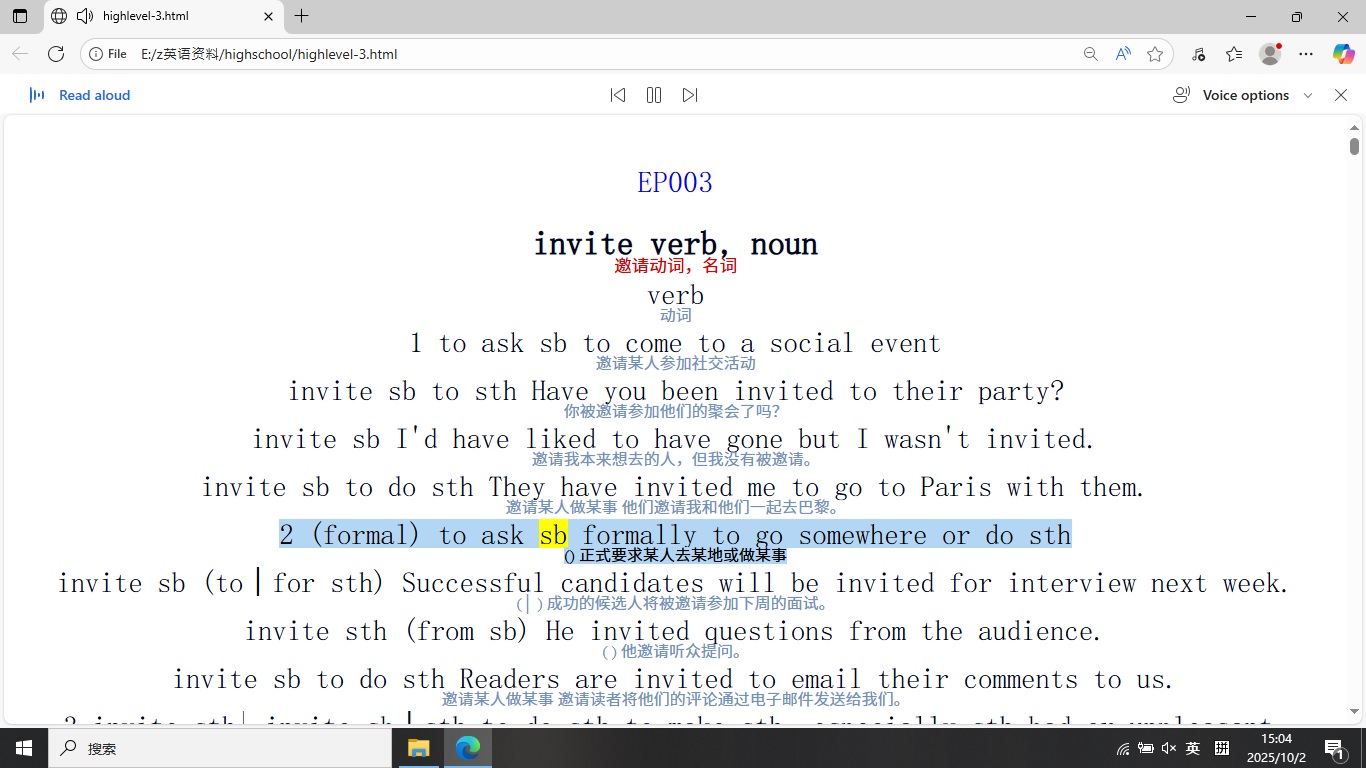 highlevel-3.html
File E:/z英语资料/highschool/highlevel-3.html
Read aloud
Voice options
EP003
invite verb, noun
邀请动词，名词
verb
动词
1 to ask sb to come to a social event
邀请某人参加社交活动
invite sb to sth Have you been invited to their party?
你被邀请参加他们的聚会了吗？
invite sb I'd have liked to have gone but I wasn't invited.
邀请我本来想去的人，但我没有被邀请。
invite sb to do sth They have invited me to go to Paris with them.
邀请某人做某事 他们邀请我和他们一起去巴黎。
2 (formal) to ask sb formally to go somewhere or do sth
() 正式要求某人去某地或做某事
invite sb (to | for sth) Successful candidates will be invited for interview next week.
(│) 成功的候选人将被邀请参加下周的面试。
invite sth (from sb) He invited questions from the audience.
() 他邀请听众提问。
invite sb to do sth Readers are invited to email their comments to us.
邀请某人做某事 邀请读者将他们的评论通过电子邮件发送给我们。
搜索
英
拼
15:04
2025/10/2
1